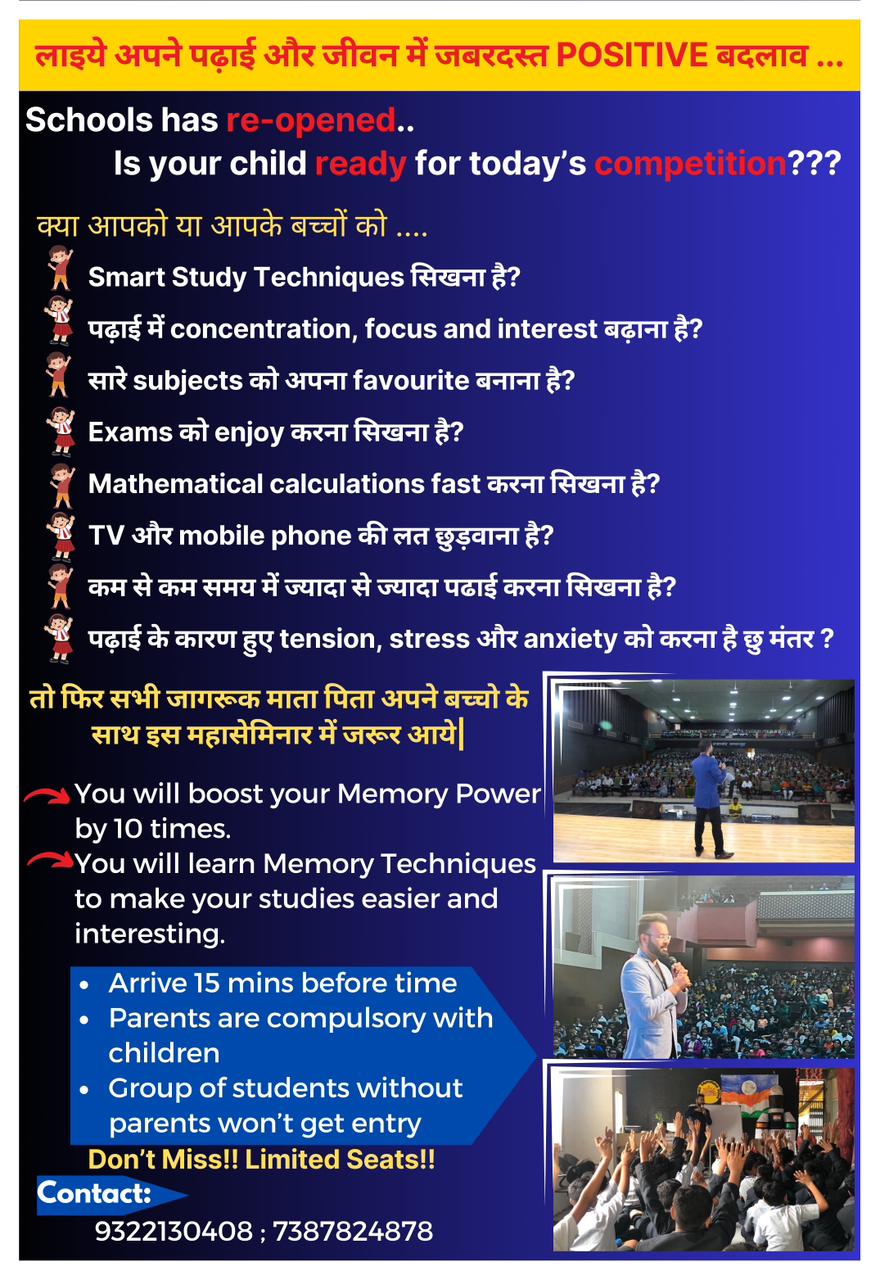 लाइये अपने पढ़ाई और जीवन में जबरदस्त POSITIVE बदलाव ...
Schools has re-opened..
Is your child ready for today's competition???
क्या आपको या आपके बच्चों को ....
Smart Study Techniques सिखना है?
पढ़ाई में concentration, focus and interest बढ़ाना है?
सारे subjects को अपना favourite बनाना है?
Exams को enjoy करना सिखना है?
Mathematical calculations fast करना सिखना है?
TV और mobile phone की लत छुड़वाना है?
कम से कम समय में ज्यादा से ज्यादा पढाई करना सिखना है?
पढ़ाई के कारण हुए tension, stress और anxiety को करना है छु मंतर ?
तो फिर सभी जागरूक माता पिता अपने बच्चो के
साथ इस महासेमिनार में जरूर आये|
You will boost your Memory Power
by 10 times.
You will learn Memory Techniques
to make your studies easier and
interesting.
• Arrive 15 mins before time
• Parents are compulsory with
children
• Group of students without
parents won't get entry
Don't Miss!! Limited Seats!!
Contact:
9322130408 ; 7387824878